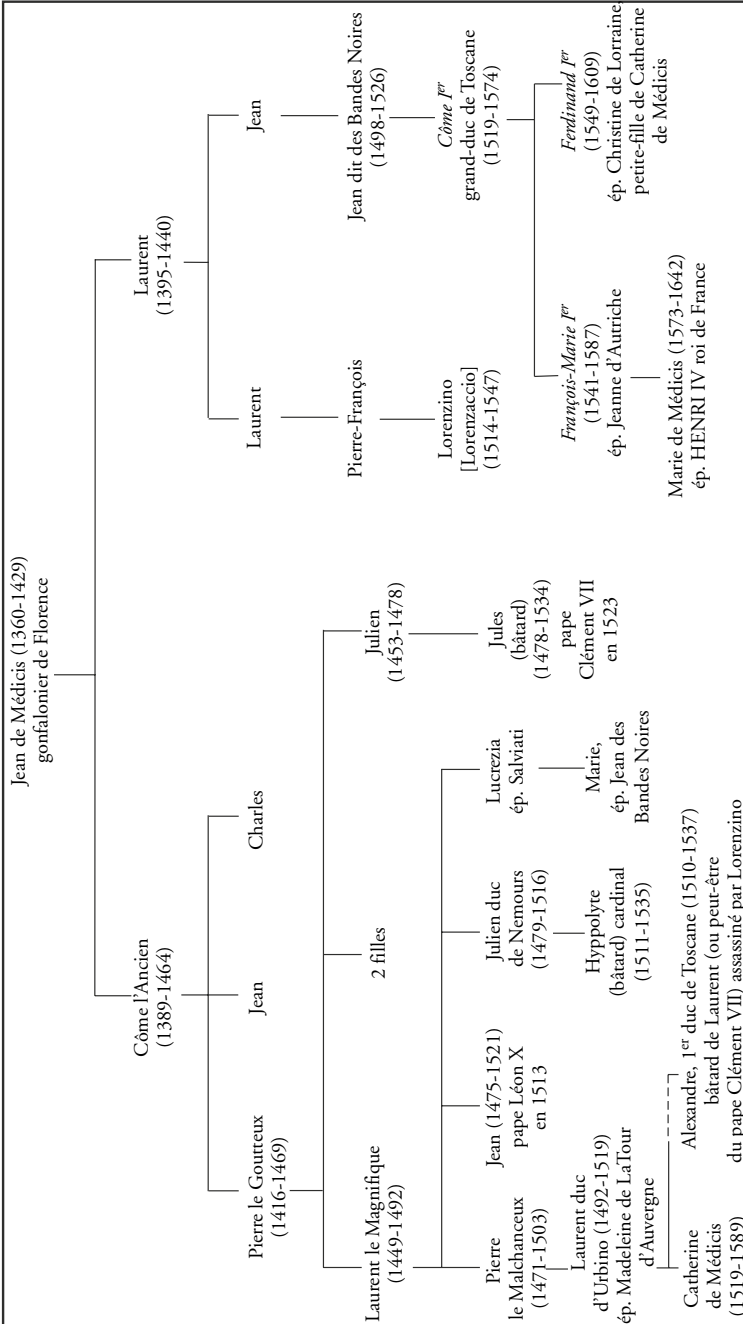 Jean de Médicis (1360-1429)
gonfalonier de Florence
Côme l'Ancien
(1389-1464)
Laurent
(1395-1440)
Pierre le Goutteux
(1416-1469)
Jean
Charles
Laurent
Jean
Laurent le Magnifique
(1449-1492)
2 filles
Julien
(1453-1478)
Pierre-François
Jean dit des Bandes Noires
(1498-1526)
Pierre
le Malchanceux
(1471-1503)
Jean (1475-1521)
pape Léon X
en 1513
Julien duc
de Nemours
(1479-1516)
Lucrezia
ép. Salviati
Jules
(bâtard)
(1478-1534)
pape
Clément VII
en 1523
Lorenzino
[Lorenzaccio]
(1514-1547)
Côme Ier
grand-duc de Toscane
(1519-1574)
Laurent duc
d'Urbino (1492-1519)
ép. Madeleine de LaTour
d'Auvergne
Hyppolyte
(bâtard) cardinal
(1511-1535)
Marie,
ép. Jean des
Bandes Noires
François-Marie Ier
(1541-1587)
ép. Jeanne d'Autriche
Ferdinand Ier
(1549-1609)
ép. Christine de Lorraine,
petite-fille de Catherine
de Médicis
Catherine
de Médicis
(1519-1589)
Alexandre, 1er duc de Toscane (1510-1537)
bâtard de Laurent (ou peut-être
du pape Clément VII) assassiné par Lorenzino
Marie de Médicis (1573-1642)
ép. HENRI IV roi de France